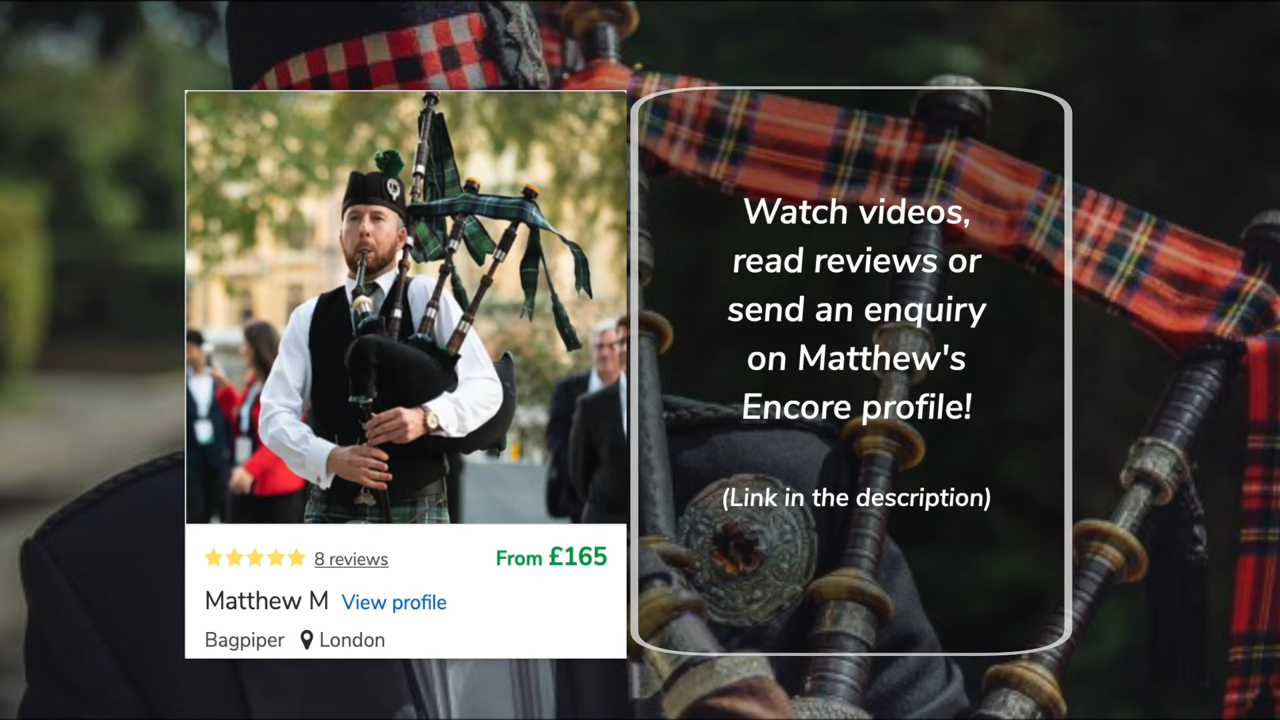 8 reviews
From £165
Matthew M View profile
Bagpiper London
Watch videos,
read reviews or
send an enquiry
on Matthew's
Encore profile!
(Link in the description)